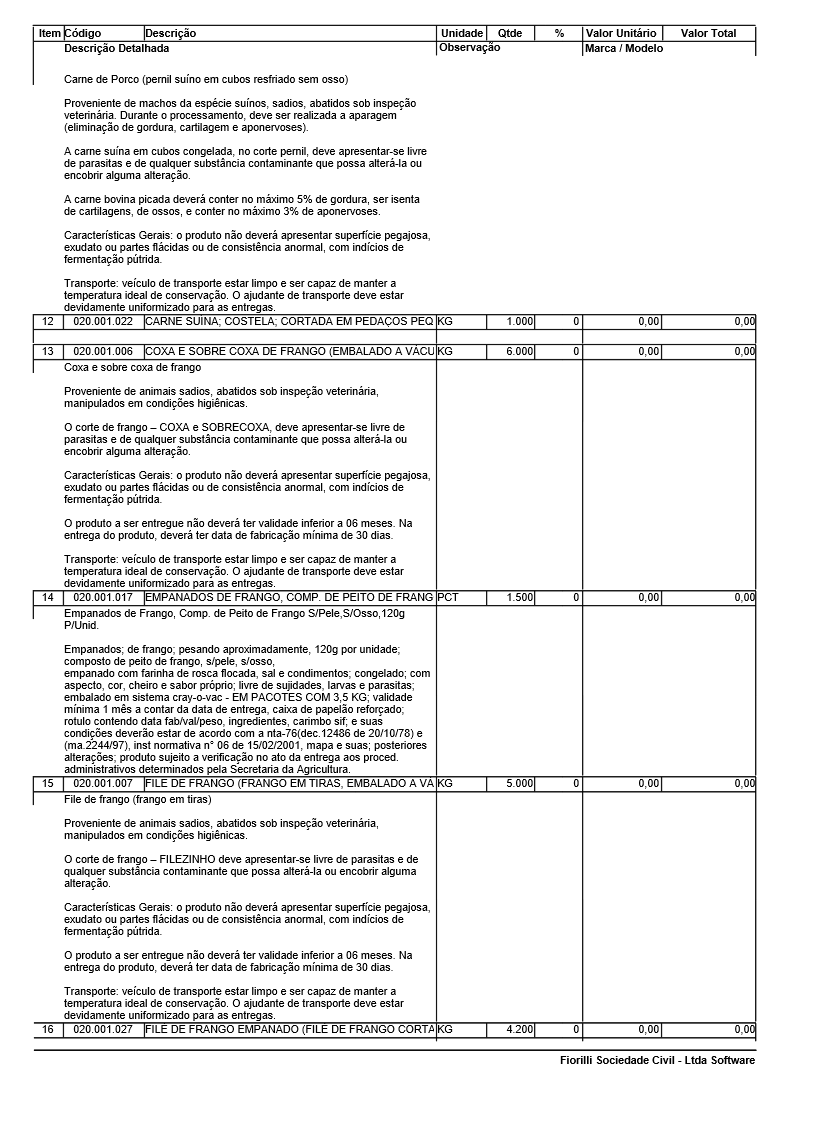 Item Código Descrição Unidade Qtde % Valor Unitário Valor Total
Descrição Detalhada Observação Marca / Modelo
Carne de Porco (pernil suíno em cubos resfriado sem osso)
Proveniente de machos da espécie suínos, sadios, abatidos sob inspeção
veterinária. Durante o processamento, deve ser realizada a aparagem
(eliminação de gordura, cartilagem e aponervoses).
A carne suína em cubos congelada, no corte pernil, deve apresentar-se livre
de parasitas e de qualquer substância contaminante que possa alterá-la ou
encobrir alguma alteração.
A carne bovina picada deverá conter no máximo 5% de gordura, ser isenta
de cartilagens, de ossos, e conter no máximo 3% de aponervoses.
Características Gerais: o produto não deverá apresentar superfície pegajosa,
exudato ou partes flácidas ou de consistência anormal, com indícios de
fermentação pútrida.
Transporte: veículo de transporte estar limpo e ser capaz de manter a
temperatura ideal de conservação. O ajudante de transporte deve estar
devidamente uniformizado para as entregas.
12 020.001.022 CARNE SUÍNA; COSTELA; CORTADA EM PEDAÇOS PEQ KG 1.000 0 0,00 0,00
13 020.001.006 COXA E SOBRE COXA DE FRANGO (EMBALADO A VÁCU KG 6.000 0 0,00 0,00
Coxa e sobre coxa de frango
Proveniente de animais sadios, abatidos sob inspeção veterinária,
manipulados em condições higiênicas.
O corte de frango – COXA e SOBRECOXA, deve apresentar-se livre de
parasitas e de qualquer substância contaminante que possa alterá-la ou
encobrir alguma alteração.
Características Gerais: o produto não deverá apresentar superfície pegajosa,
exudato ou partes flácidas ou de consistência anormal, com indícios de
fermentação pútrida.
O produto a ser entregue não deverá ter validade inferior a 06 meses. Na
entrega do produto, deverá ter data de fabricação mínima de 30 dias.
Transporte: veículo de transporte estar limpo e ser capaz de manter a
temperatura ideal de conservação. O ajudante de transporte deve estar
devidamente uniformizado para as entregas.
14 020.001.017 EMPANADOS DE FRANGO, COMP. DE PEITO DE FRANG PCT 1.500 0 0,00 0,00
Empanados de Frango, Comp. de Peito de Frango S/Pele,S/Osso,120g
P/Unid.
Empanados; de frango; pesando aproximadamente, 120g por unidade;
composto de peito de frango, s/pele, s/osso,
empanado com farinha de rosca flocada, sal e condimentos; congelado; com
aspecto, cor, cheiro e sabor próprio; livre de sujidades, larvas e parasitas;
embalado em sistema cray-o-vac - EM PACOTES COM 3,5 KG; validade
mínima 1 mês a contar da data de entrega, caixa de papelão reforçado;
rotulo contendo data fab/val/peso, ingredientes, carimbo sif; e suas
condições deverão estar de acordo com a nta-76(dec.12486 de 20/10/78) e
(ma.2244/97), inst normativa n° 06 de 15/02/2001, mapa e suas; posteriores
alterações; produto sujeito a verificação no ato da entrega aos proced.
administrativos determinados pela Secretaria da Agricultura.
15 020.001.007 FILE DE FRANGO (FRANGO EM TIRAS, EMBALADO A VÁ KG 5.000 0 0,00 0,00
File de frango (frango em tiras)
Proveniente de animais sadios, abatidos sob inspeção veterinária,
manipulados em condições higiênicas.
O corte de frango – FILEZINHO deve apresentar-se livre de parasitas e de
qualquer substância contaminante que possa alterá-la ou encobrir alguma
alteração.
Características Gerais: o produto não deverá apresentar superfície pegajosa,
exudato ou partes flácidas ou de consistência anormal, com indícios de
fermentação pútrida.
O produto a ser entregue não deverá ter validade inferior a 06 meses. Na
entrega do produto, deverá ter data de fabricação mínima de 30 dias.
Transporte: veículo de transporte estar limpo e ser capaz de manter a
temperatura ideal de conservação. O ajudante de transporte deve estar
devidamente uniformizado para as entregas.
16 020.001.027 FILÉ DE FRANGO EMPANADO (FILÉ DE FRANGO CORTA KG 4.200 0 0,00 0,00
Fiorilli Sociedade Civil - Ltda Software